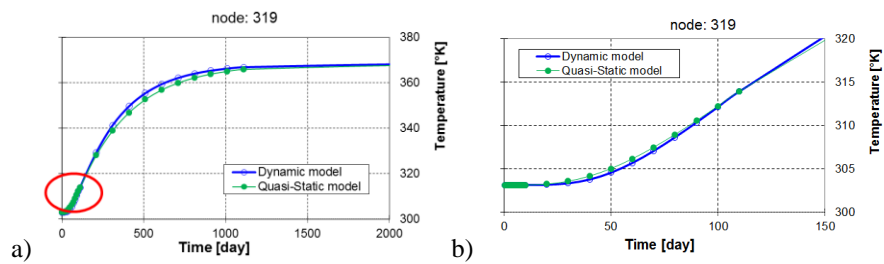 node: 319
380
360
340
320
300
Temperature [°K]
Dynamic model
Quasi-Static model
0
500
1000
1500
2000
Time [day]
a)
node: 319
320
315
310
305
300
Temperature [°K]
Dynamic model
Quasi-Static model
0
50
100
150
Time [day]
b)